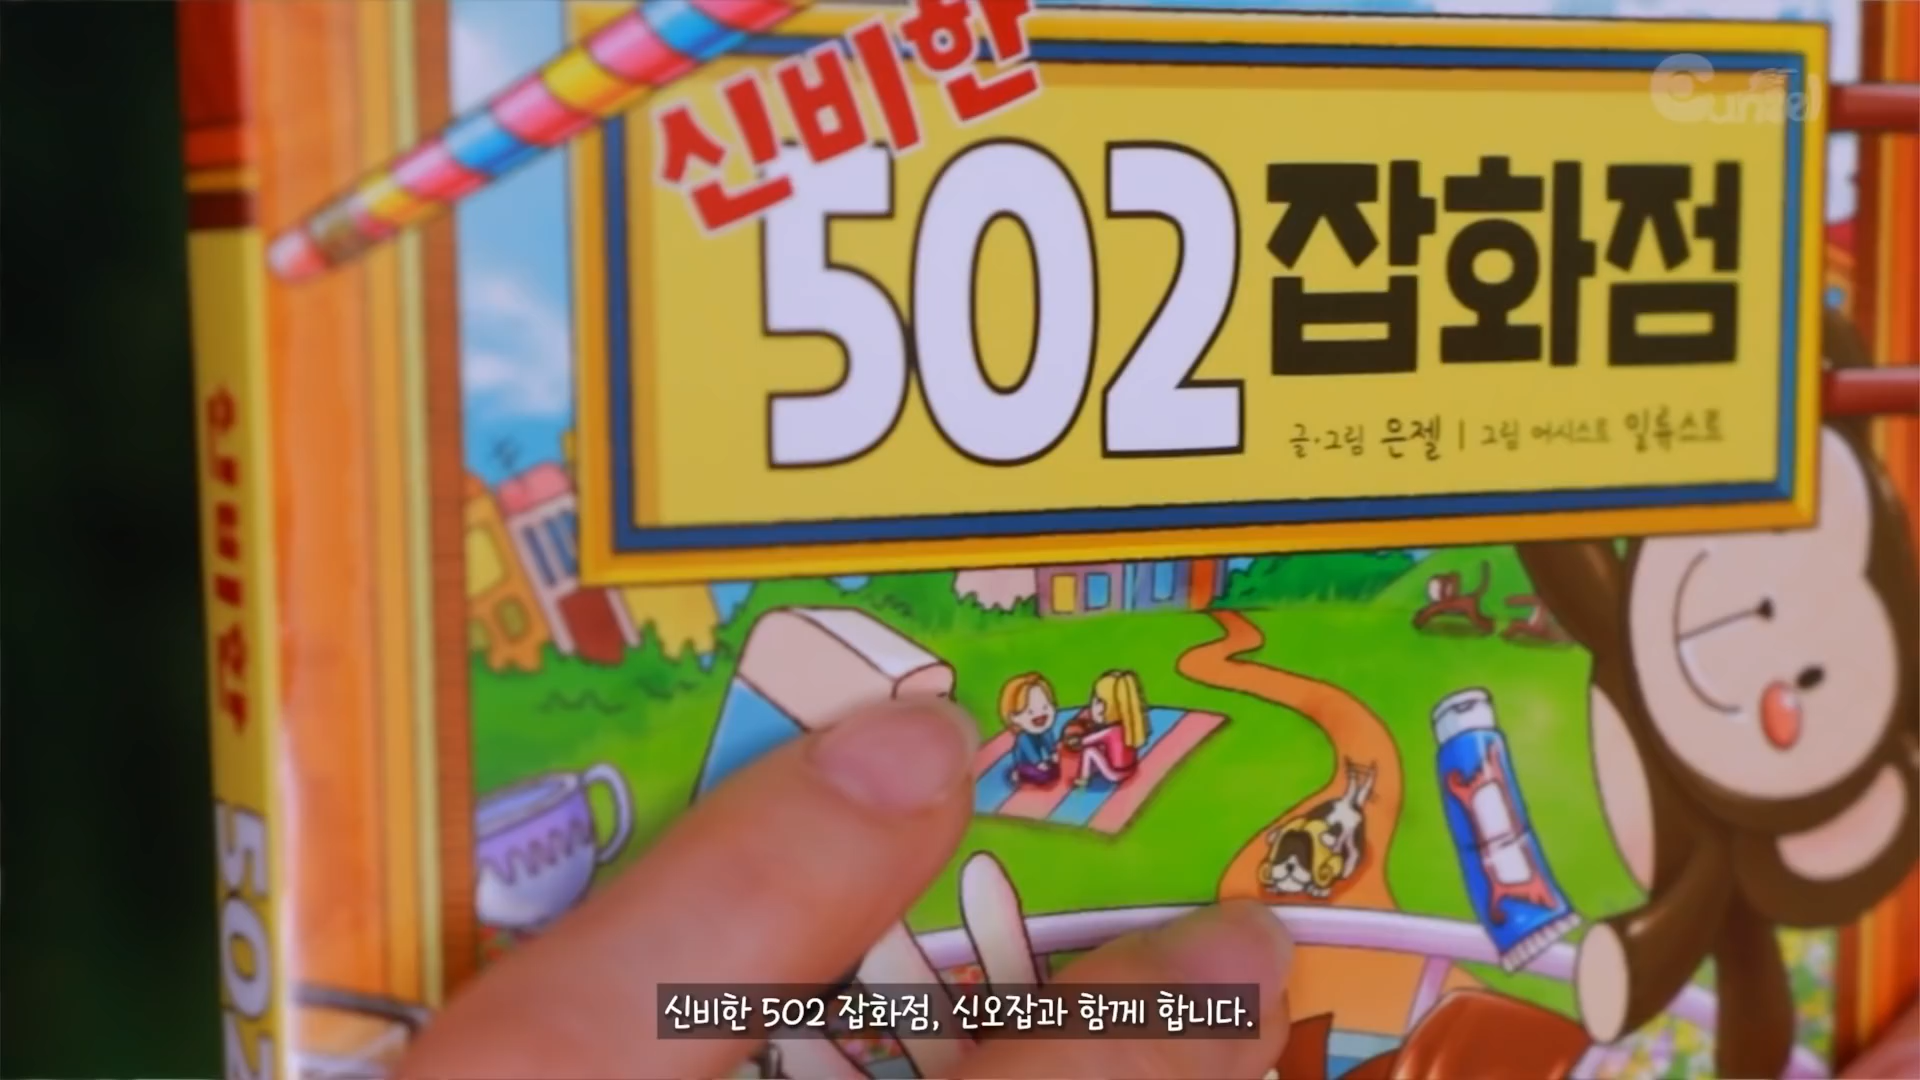 Eunzel
신비한
502 잡화점
글·그림 은젤 | 그림 어시스트 일류스트
신비한 502
신비한 502 잡화점, 신오잡과 함께 합니다.